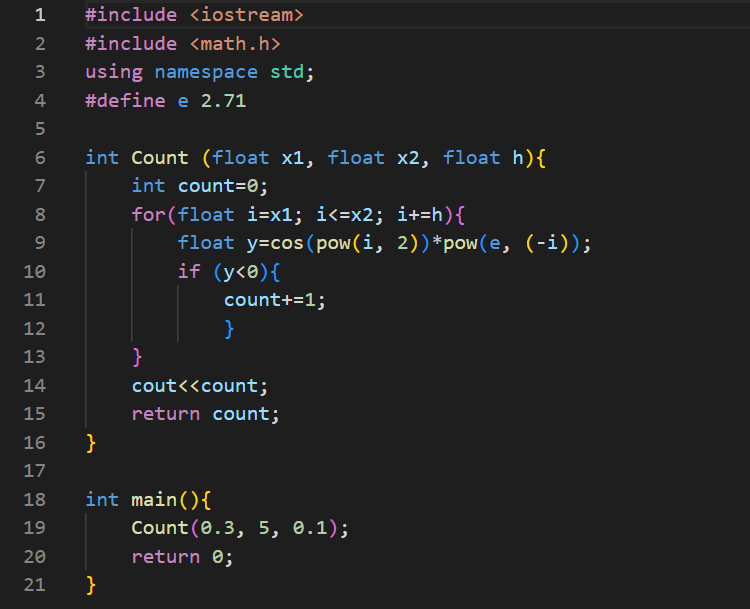 1 #include <iostream>
2 #include <math.h>
3 using namespace std;
4 #define e 2.71
5
6 int Count (float x1, float x2, float h){
7     int count=0;
8     for(float i=x1; i<=x2; i+=h){
9         float y=cos(pow(i, 2))*pow(e, (-i));
10         if (y<0){
11             count+=1;
12             }
13     }
14     cout<<count;
15     return count;
16 }
17
18 int main(){
19     Count(0.3, 5, 0.1);
20     return 0;
21 }